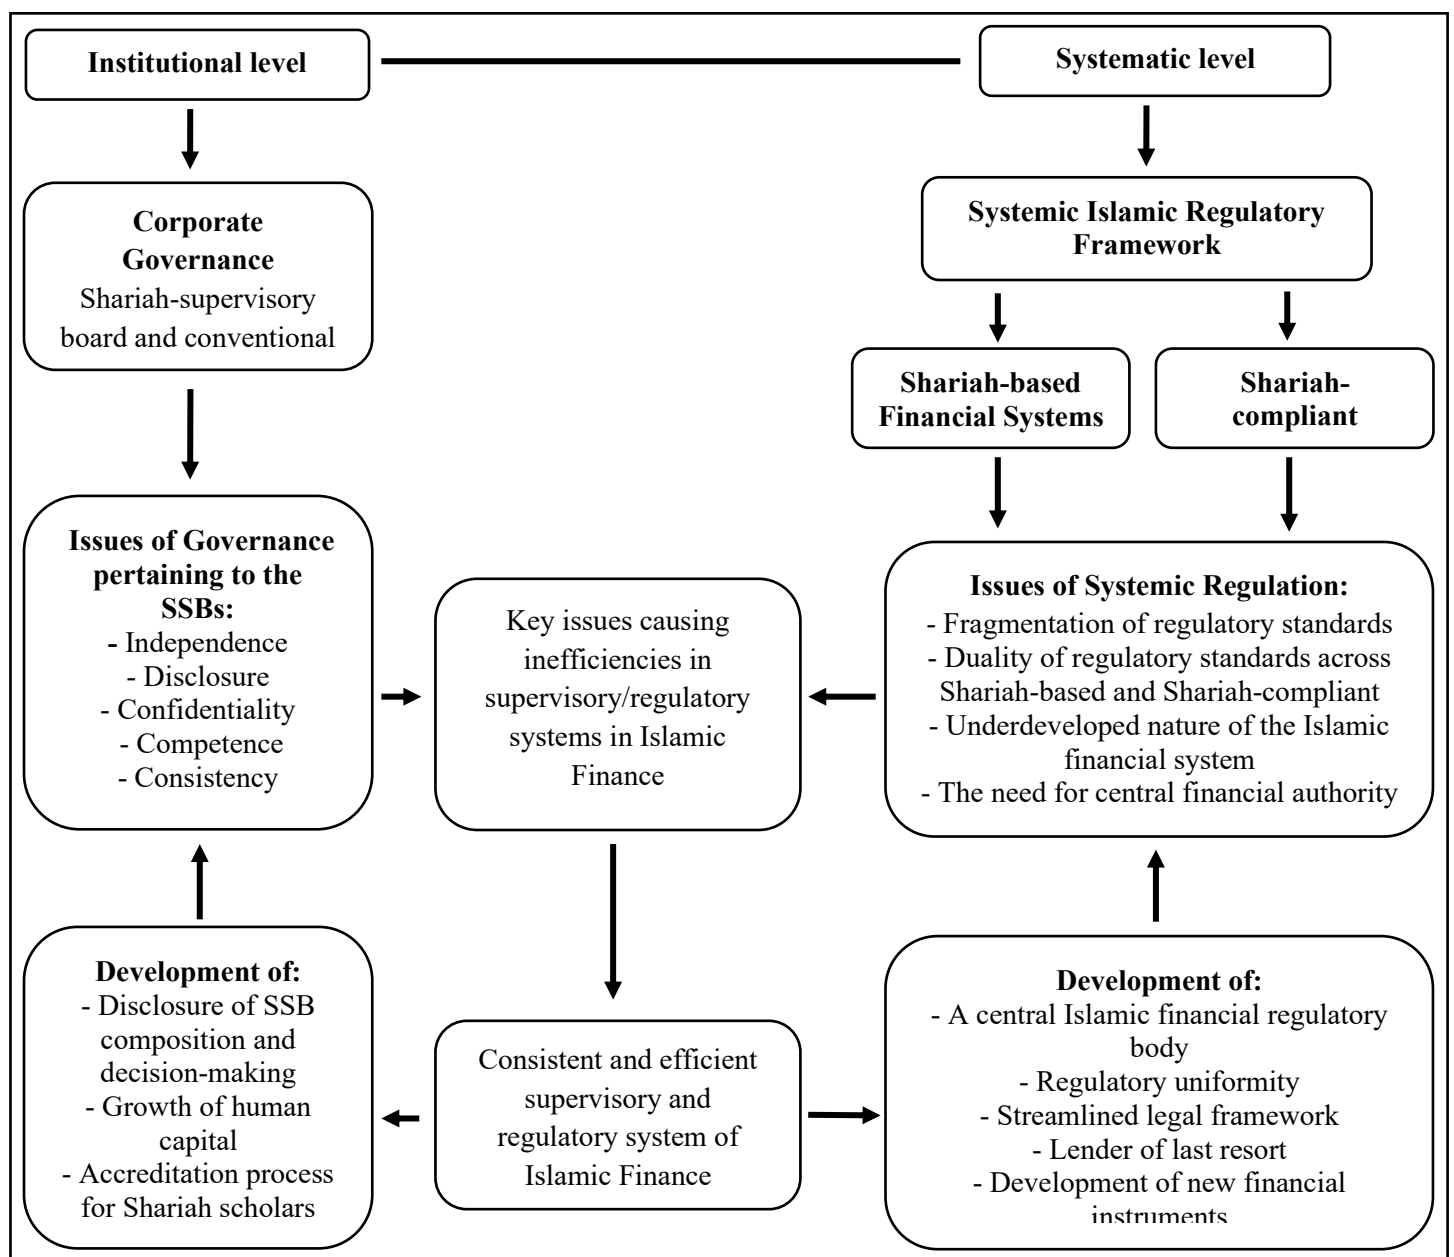 Institutional level
Systematic level
Corporate
Governance
Shariah-supervisory
board and conventional
Systemic Islamic Regulatory
Framework
Shariah-based
Financial Systems
Shariah-
compliant
Issues of Governance
pertaining to the
SSBs:
- Independence
- Disclosure
- Confidentiality
- Competence
- Consistency
Key issues causing
inefficiencies in
supervisory/regulatory
systems in Islamic
Finance
Issues of Systemic Regulation:
- Fragmentation of regulatory standards
- Duality of regulatory standards across
Shariah-based and Shariah-compliant
- Underdeveloped nature of the Islamic
financial system
- The need for central financial authority
Development of:
- Disclosure of SSB
composition and
decision-making
- Growth of human
capital
- Accreditation process
for Shariah scholars
Consistent and efficient
supervisory and
regulatory system of
Islamic Finance
Development of:
- A central Islamic financial regulatory
body
- Regulatory uniformity
- Streamlined legal framework
- Lender of last resort
- Development of new financial
instruments